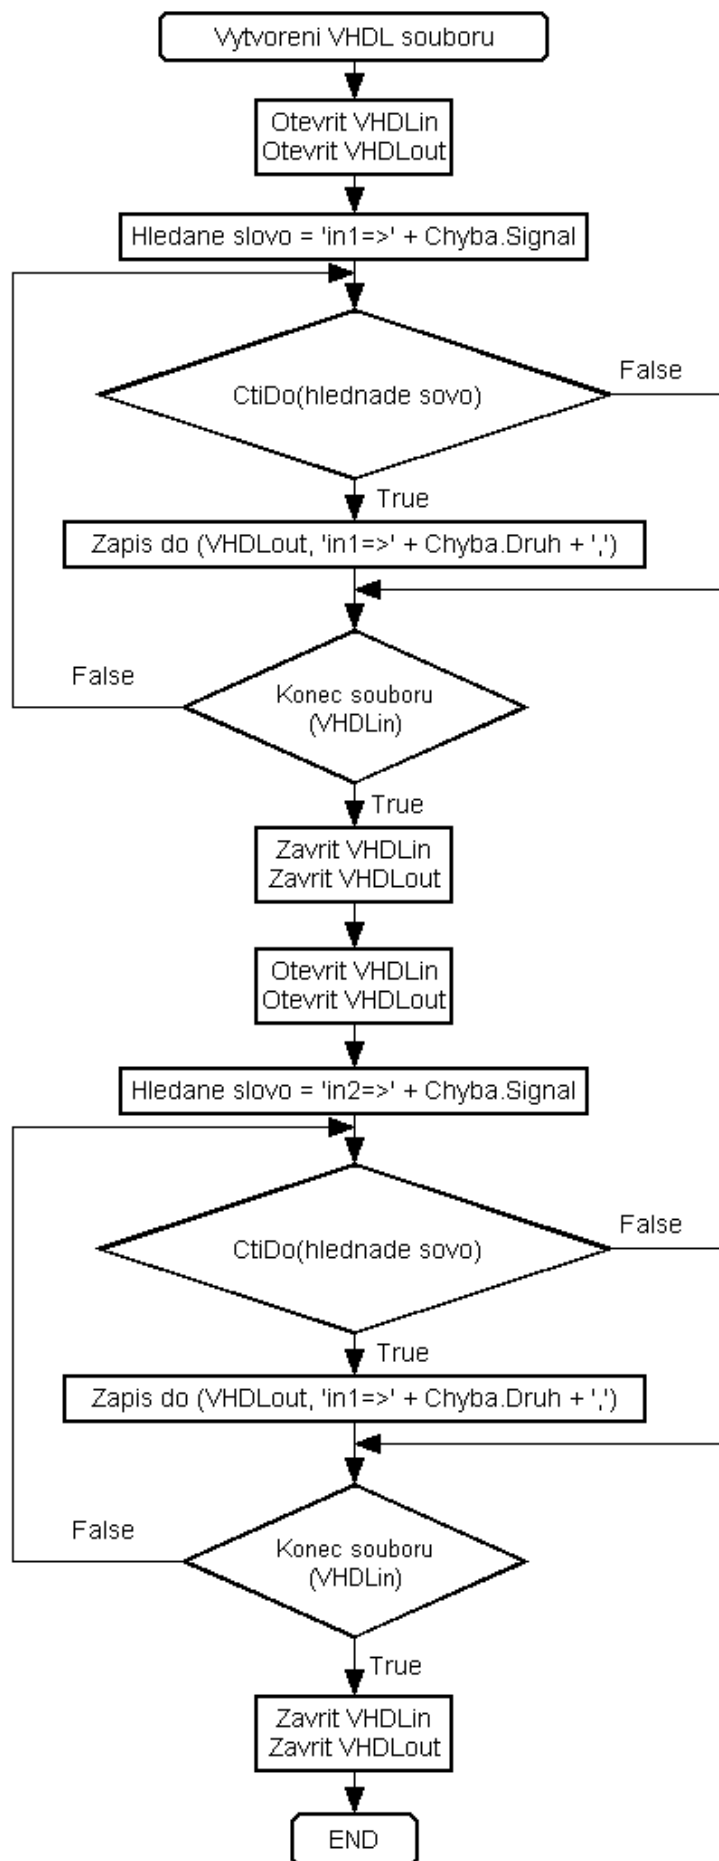 Vytvoreni VHDL souboru
Otevrit VHDLin
Otevrit VHDLout
Hledane slovo = 'in1=>' + Chyba.Signal
False
CtiDo(hlednade sovo)
True
Zapis do (VHDLout, 'in1=>' + Chyba.Druh + ',')
False
Konec souboru
(VHDLin)
True
Zavrit VHDLin
Zavrit VHDLout
Otevrit VHDLin
Otevrit VHDLout
Hledane slovo = 'in2=>' + Chyba.Signal
False
CtiDo(hlednade sovo)
True
Zapis do (VHDLout, 'in1=>' + Chyba.Druh + ',')
False
Konec souboru
(VHDLin)
True
Zavrit VHDLin
Zavrit VHDLout
END